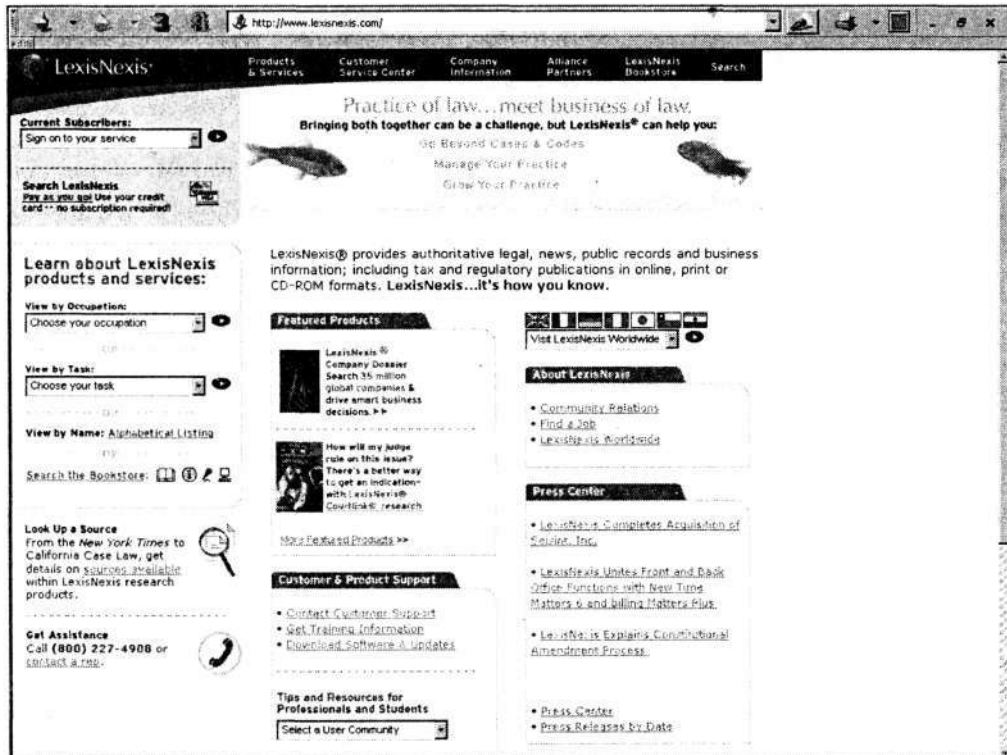 http://www.lexisnexis.com/
LexisNexis
Products & Services
Customer Service Center
Company Information
Alliance Partners
LexisNexis Bookstore
Search
Current Subscribers:
Sign on to your service
Search LexisNexis
Pay as you go! Use your credit
card -- no subscription required!
Practice of law...meet business of law.
Bringing both together can be a challenge, but LexisNexis® can help you:
Go Beyond Cases & Codes
Manage Your Practice
Grow Your Practice
Learn about LexisNexis
products and services:
View by Occupation:
Choose your occupation
View by Task:
Choose your task
View by Name: Alphabetical Listing
Search the Bookstore:
Look Up a Source
From the New York Times to
California Case Law, get
details on sources available
within LexisNexis research
products.
Get Assistance
Call (800) 227-4908 or
contact a rep.
LexisNexis® provides authoritative legal, news, public records and business
information; including tax and regulatory publications in online, print or
CD-ROM formats. LexisNexis...it's how you know.
Featured Products
LexisNexis ®
Company Dossier
Search 35 million
global companies &
drive smart business
decisions.
How will my judge
rule on this issue?
There's a better way
to get an indication-
with LexisNexis®
Courtlink® research
More Featured Products >>
Customer & Product Support
• Contact Customer Support
• Get Training Information
• Download Software & Updates
Tips and Resources for
Professionals and Students
Select a User Community
Visit LexisNexis Worldwide
About LexisNexis
• Community Relations
• Find a Job
• LexisNexis Worldwide
Press Center
• LexisNexis Completes Acquisition of
Seisint, Inc.
• LexisNexis Unites Front and Back
Office Functions with New Time
Matters 6 and Billing Matters Plus
• LexisNexis Explains Constitutional
Amendment Process
• Press Center
• Press Releases by Date